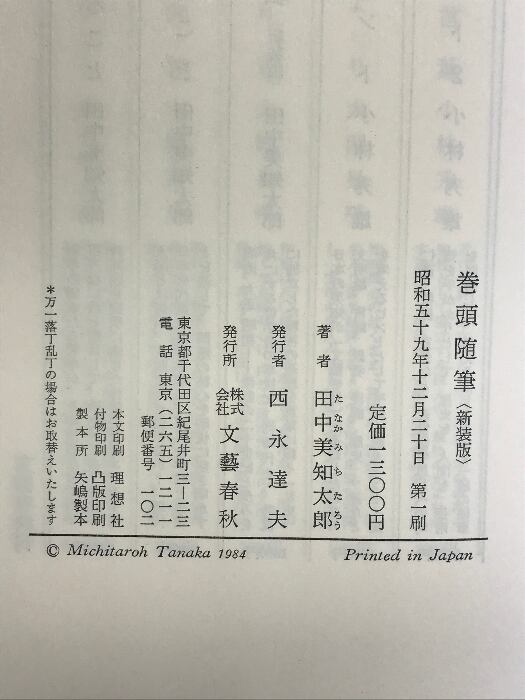 巻頭随筆〈新装版〉
昭和五十九年十二月二十日　第一刷
定価一三〇〇円
著者　田中美知太郎
たなかみちたろう
発行者　西永達夫
発行所　株式会社　文藝春秋
東京都千代田区紀尾井町三—二三
電話　東京（二六五）一二一一
郵便番号　一〇二
本文印刷　理想社
付物印刷　凸版印刷
製本所　矢嶋製本
＊万一落丁乱丁の場合はお取替えいたします
© Michitaroh Tanaka 1984
Printed in Japan